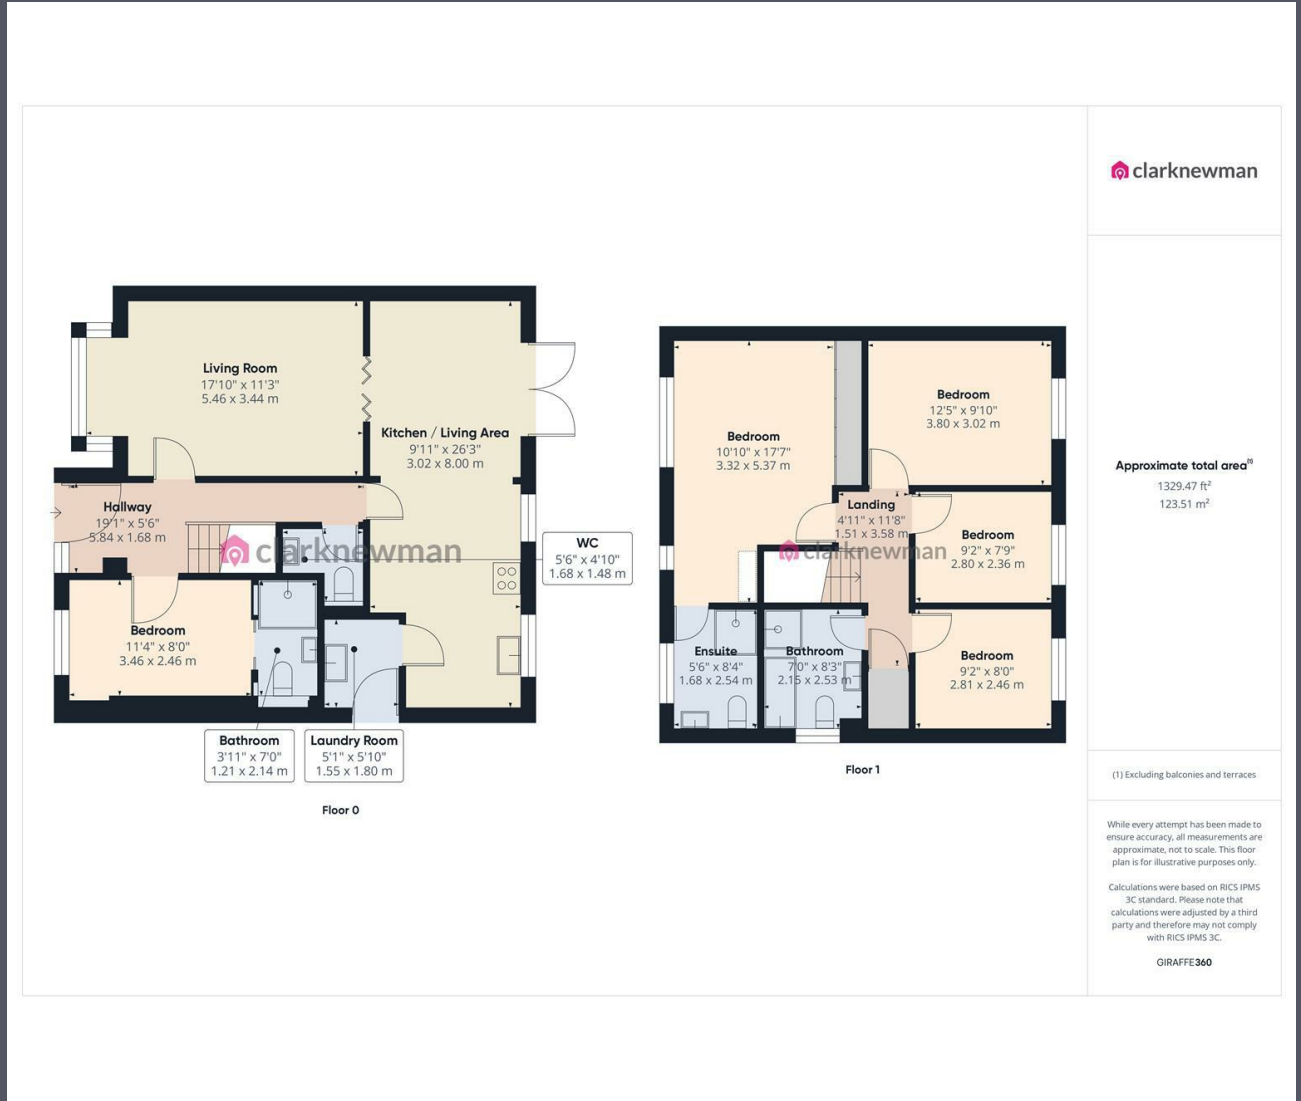 clarknewman
Living Room
17'10" x 11'3"
5.46 x 3.44 m
Kitchen / Living Area
9'11" x 26'3"
3.02 x 8.00 m
Hallway
19'1" x 5'6"
5.84 x 1.68 m
clarknewman
WC
5'6" x 4'10"
1.68 x 1.48 m
Bedroom
11'4" x 8'0"
3.46 x 2.46 m
Bathroom
3'11" x 7'0"
1.21 x 2.14 m
Laundry Room
5'1" x 5'10"
1.55 x 1.80 m
Floor 0
Bedroom
10'10" x 17'7"
3.32 x 5.37 m
Bedroom
12'5" x 9'10"
3.80 x 3.02 m
Landing
4'11" x 11'8"
1.51 x 3.58 m
clarknewman
Bedroom
9'2" x 7'9"
2.80 x 2.36 m
Ensuite
5'6" x 8'4"
1.68 x 2.54 m
Bathroom
7'0" x 8'3"
2.15 x 2.53 m
Bedroom
9'2" x 8'0"
2.81 x 2.46 m
Floor 1
Approximate total area(1)
1329.47 ft²
123.51 m²
(1) Excluding balconies and terraces
While every attempt has been made to
ensure accuracy, all measurements are
approximate, not to scale. This floor
plan is for illustrative purposes only.
Calculations were based on RICS IPMS
3C standard. Please note that
calculations were adjusted by a third
party and therefore may not comply
with RICS IPMS 3C.
GIRAFFE360